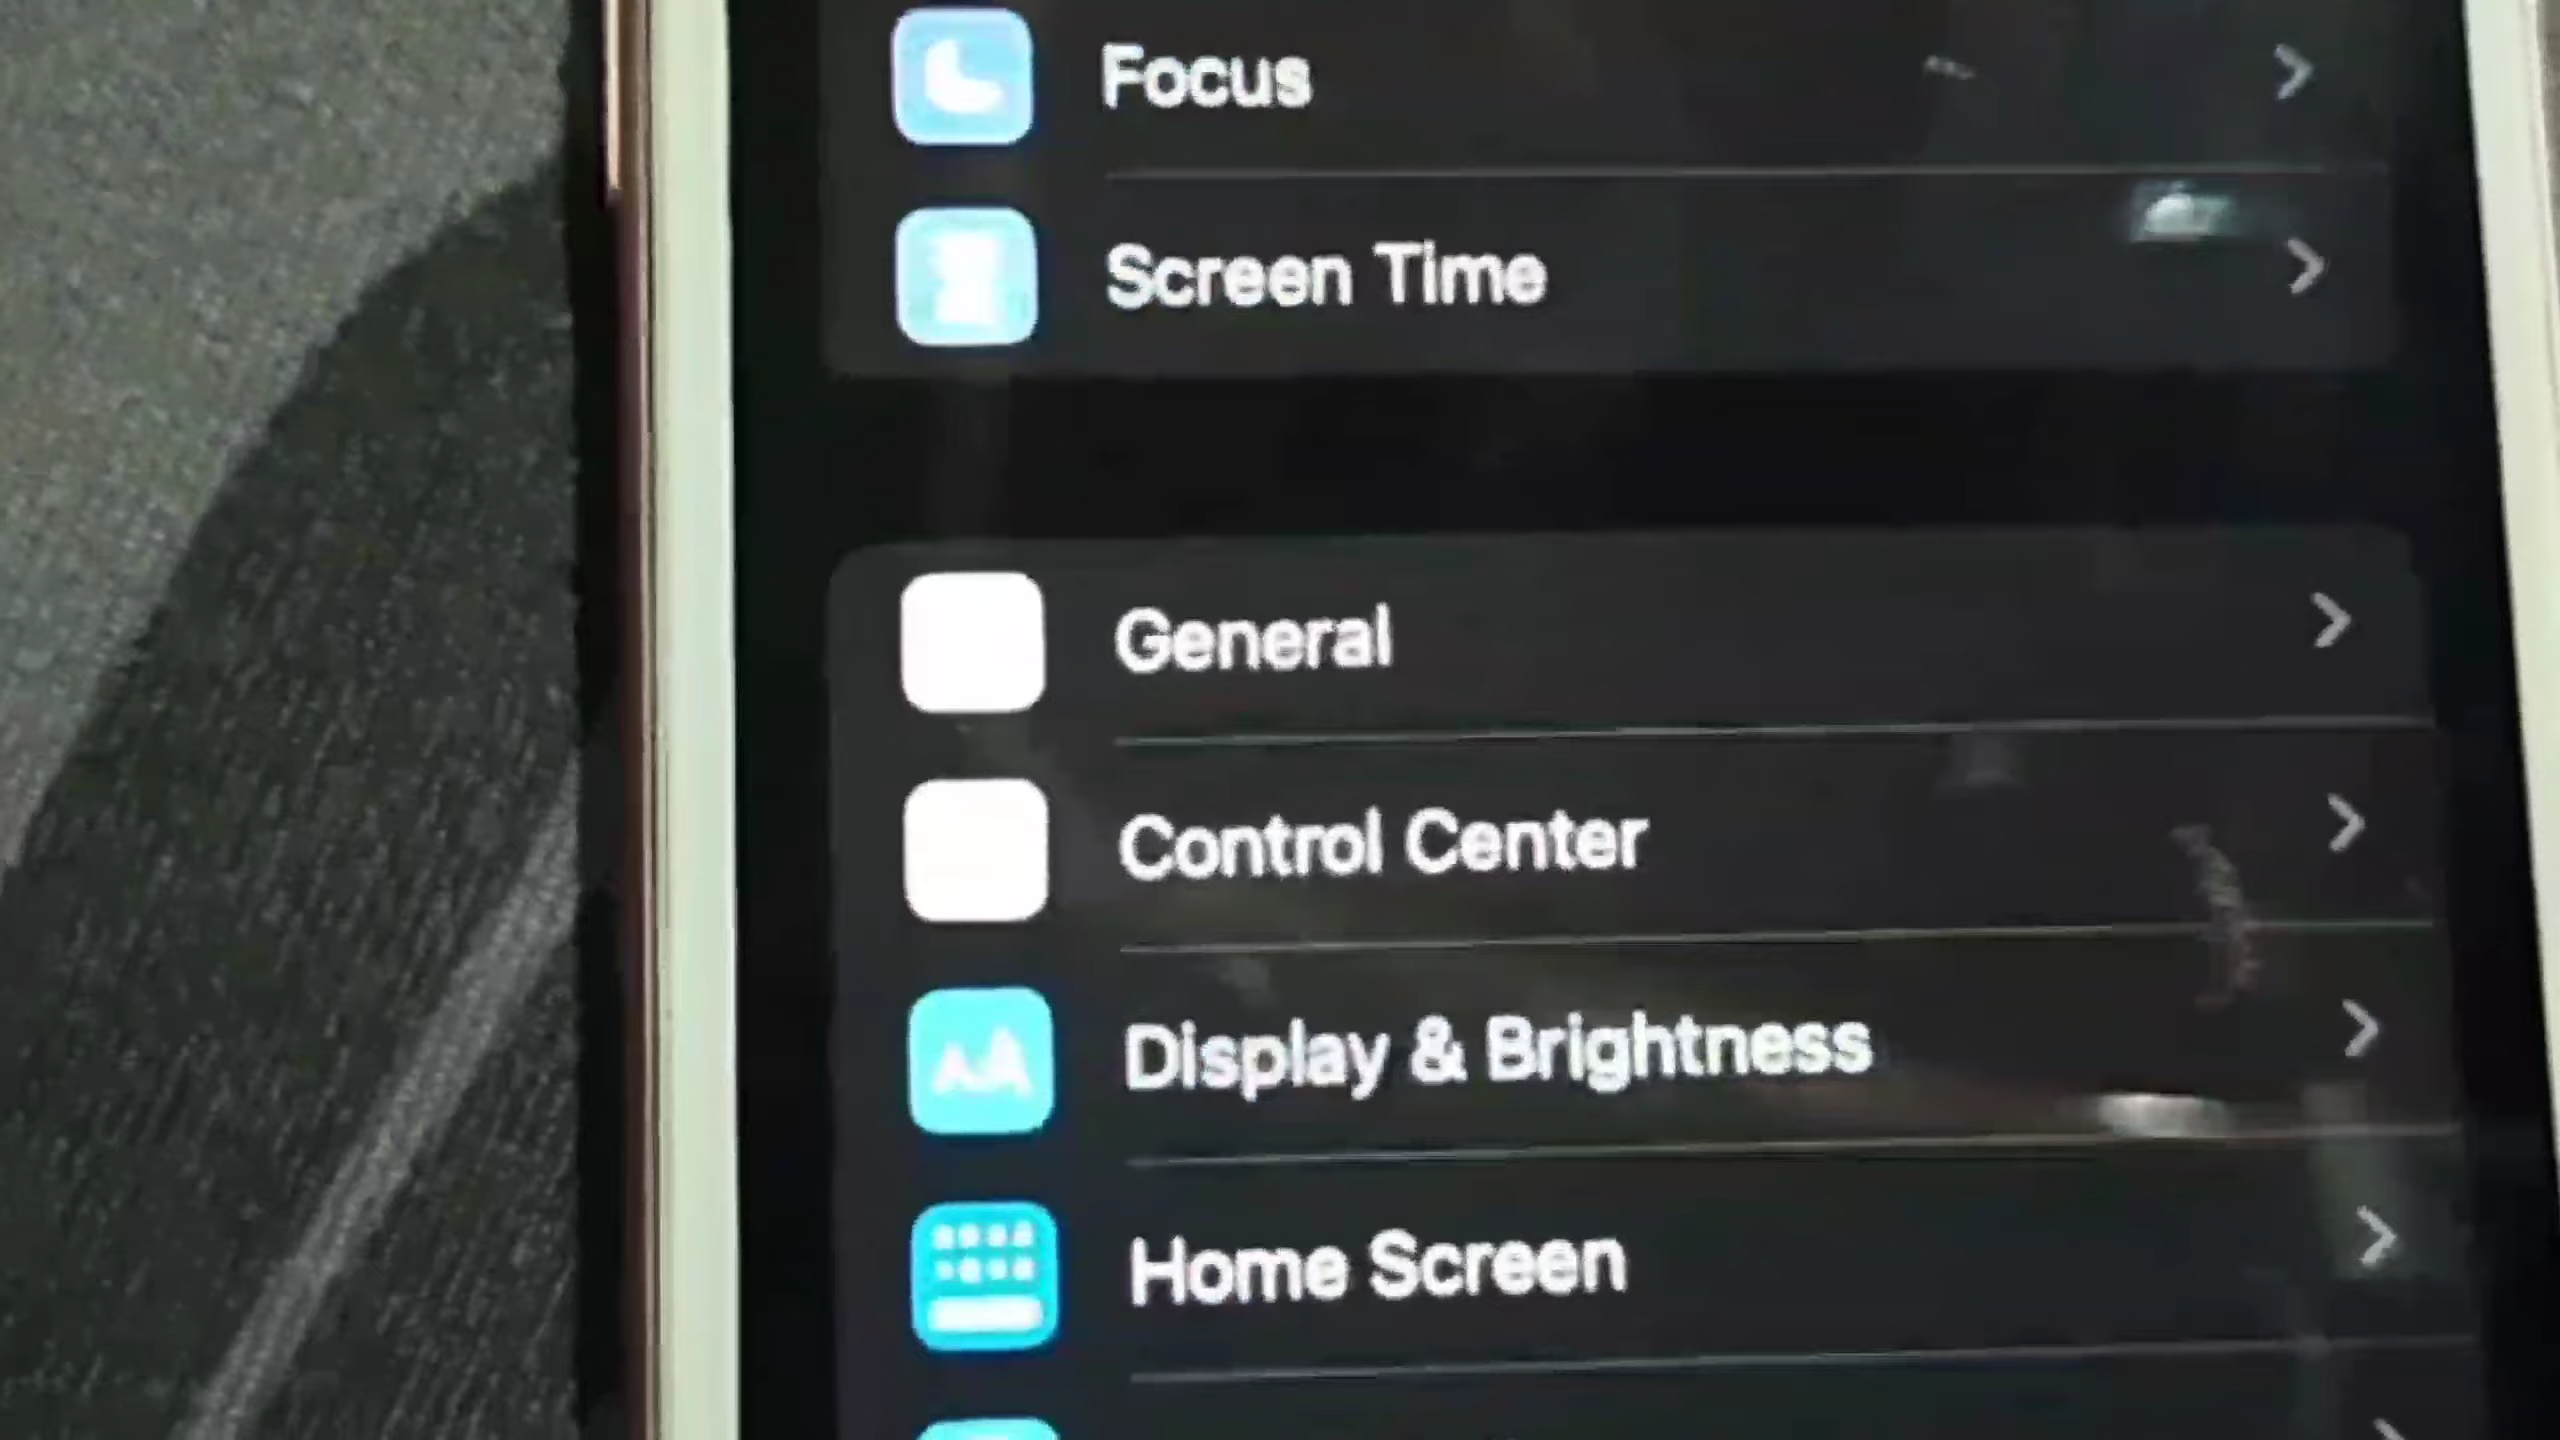 Focus
Screen Time
General
Control Center
Display & Brightness
Home Screen